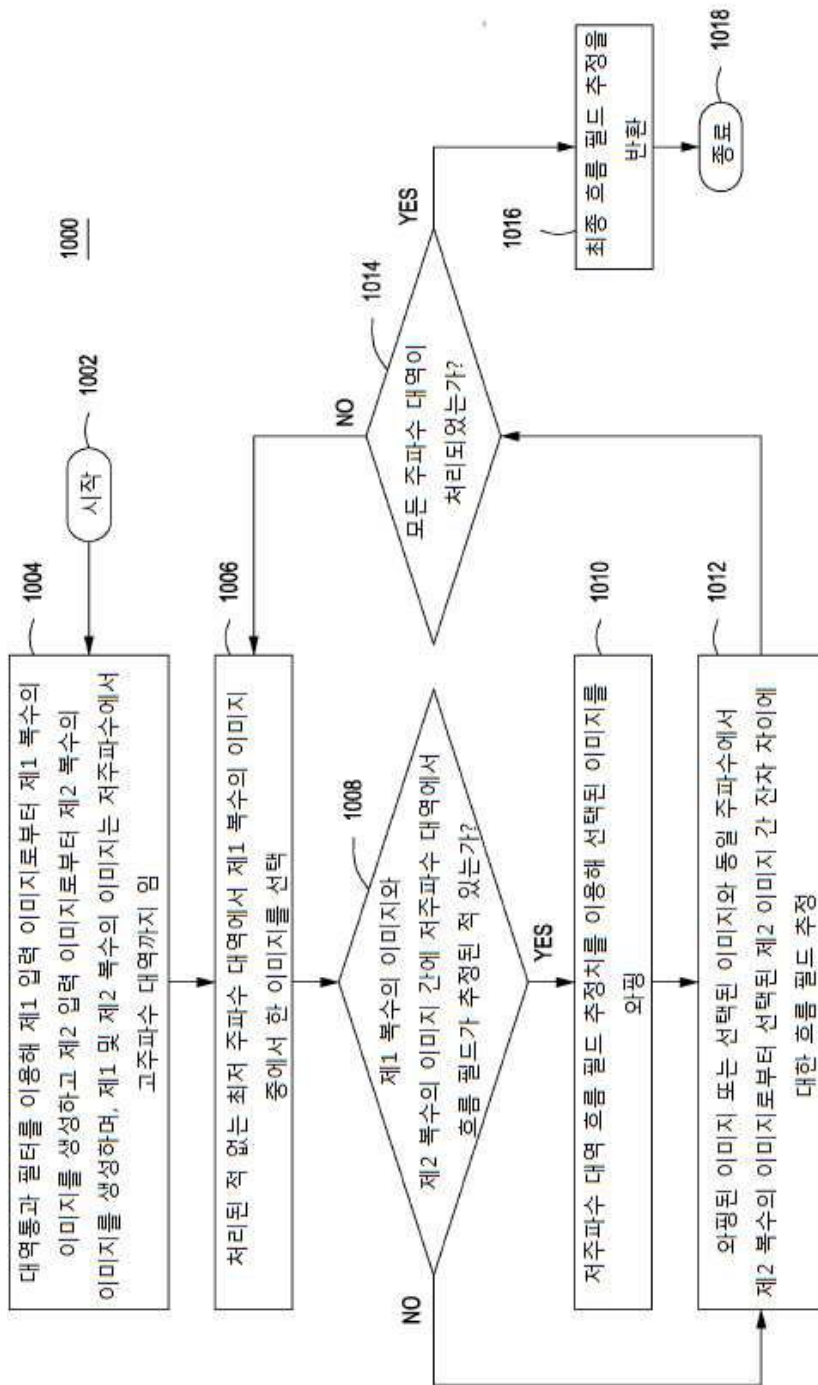 1000
시작
1002
1004
대역통과 필터를 이용해 제1 입력 이미지로부터 제1 복수의
이미지를 생성하고 제2 입력 이미지로부터 제2 복수의
이미지를 생성하며, 제1 및 제2 복수의 이미지는 저주파수에서
고주파수 대역까지 임
1006
처리된 적 없는 최저 주파수 대역에서 제1 복수의 이미지
중에서 한 이미지를 선택
1008
제1 복수의 이미지와
제2 복수의 이미지 간에 저주파수 대역에서
흐름 필드가 추정된 적 있는가?
NO
YES
1010
저주파수 대역 흐름 필드 추정치를 이용해 선택된 이미지를
와핑
1012
와핑된 이미지 또는 선택된 이미지와 동일 주파수에서
제2 복수의 이미지로부터 선택된 제2 이미지 간 잔차 차이에
대한 흐름 필드 추정
1014
모든 주파수 대역이
처리되었는가?
NO
YES
1016
최종 흐름 필드 추정을
반환
종료
1018